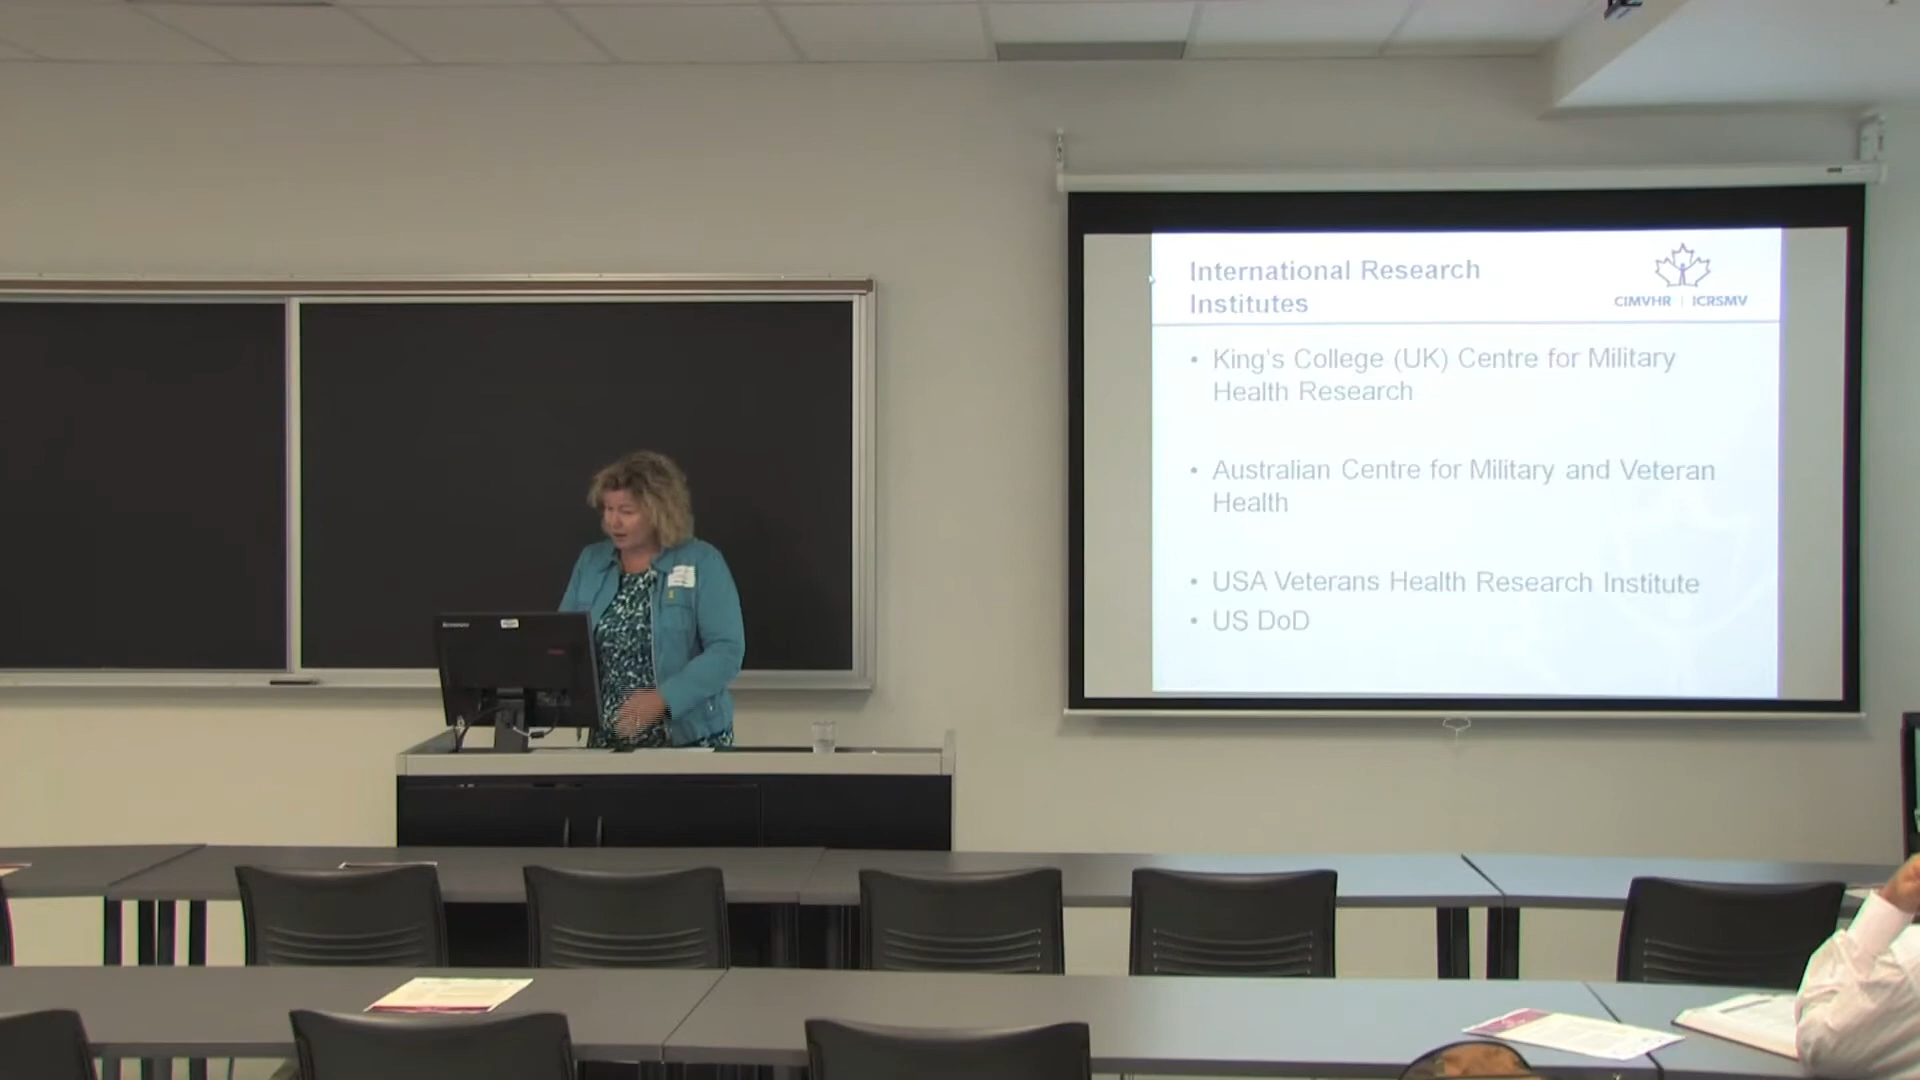 International Research
Institutes
CIMVHR | ICRSMV
• King's College (UK) Centre for Military
Health Research
• Australian Centre for Military and Veteran
Health
• USA Veterans Health Research Institute
• US DoD
lenovo